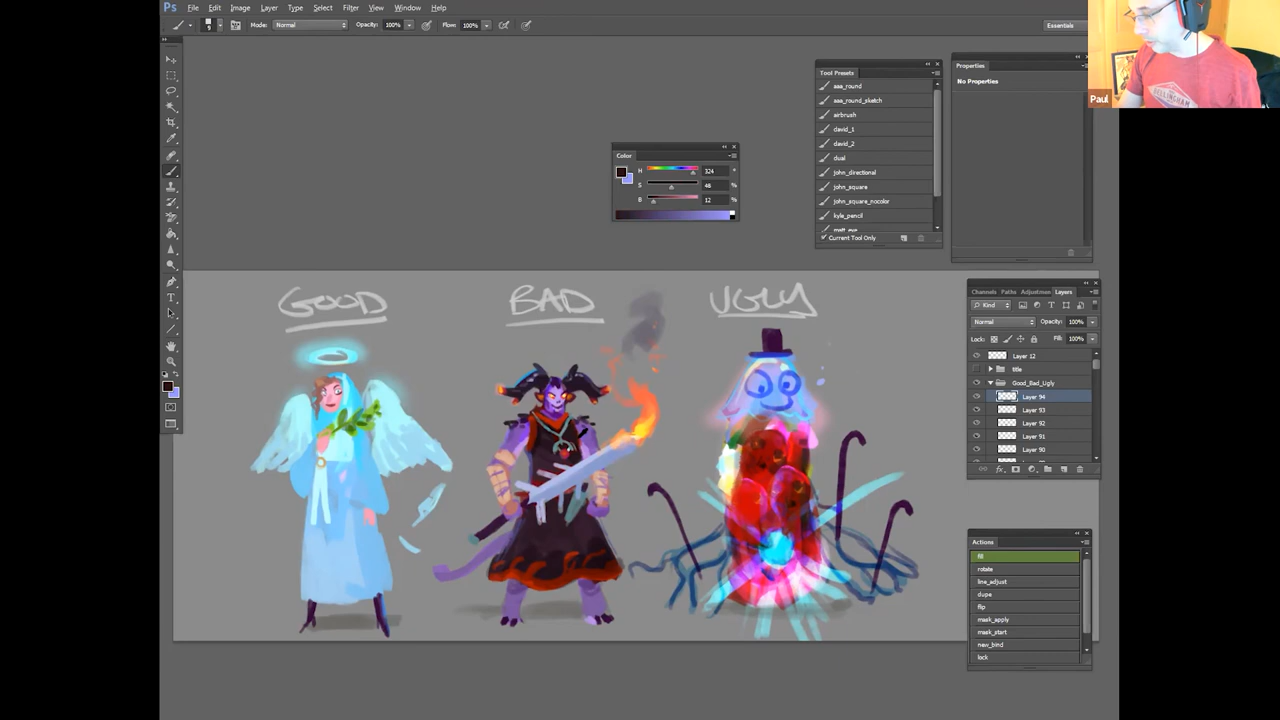 Ps File Edit Image Layer Type Select Filter View Window Help
Mode: Normal Opacity: 100% Flow: 100% Essentials
BELLINGHAM
Paul
Tool Presets
aaa_round
aaa_round_sketch
airbrush
david_1
david_2
dual
john_directional
john_square
john_square_nocolor
kyle_pencil
matt_eye
Current Tool Only
Properties
No Properties
Color
H 324 °
S 46 %
B 12 %
GOOD BAD UGLY
Channels Paths Adjustmen Layers
Kind
Normal Opacity: 100%
Lock: Fill: 100%
Layer 12
title
Good_Bad_Ugly
Layer 94
Layer 93
Layer 92
Layer 91
Layer 90
Actions
fill
rotate
line_adjust
dupe
flip
mask_apply
mask_start
new_bind
lock